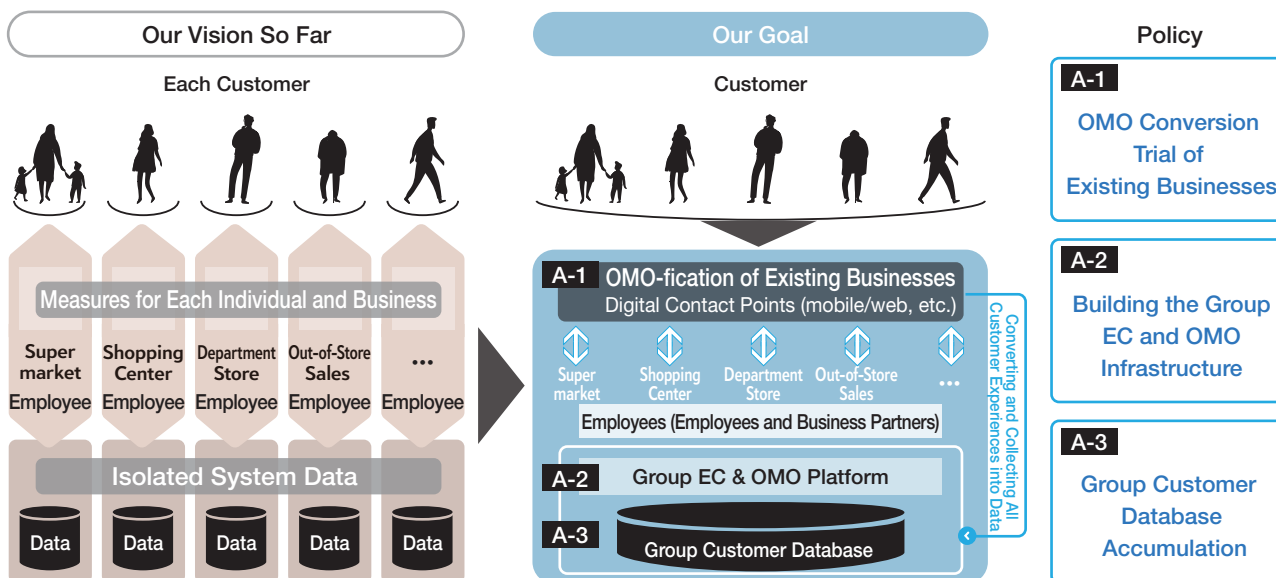 Our Vision So Far
Each Customer
Measures for Each Individual and Business
Super
market
Employee
Shopping
Center
Employee
Department
Store
Employee
Out-of-Store
Sales
Employee
...
Employee
Isolated System Data
Data
Data
Data
Data
Data
Our Goal
Customer
A-1
OMO-fication of Existing Businesses
Digital Contact Points (mobile/web, etc.)
Super
market
Shopping
Center
Department
Store
Out-of-Store
Sales
...
Employees (Employees and Business Partners)
A-2
Group EC & OMO Platform
A-3
Group Customer Database
Converting and Collecting All
Customer Experiences into Data
Policy
A-1
OMO Conversion
Trial of
Existing Businesses
A-2
Building the Group
EC and OMO
Infrastructure
A-3
Group Customer
Database
Accumulation